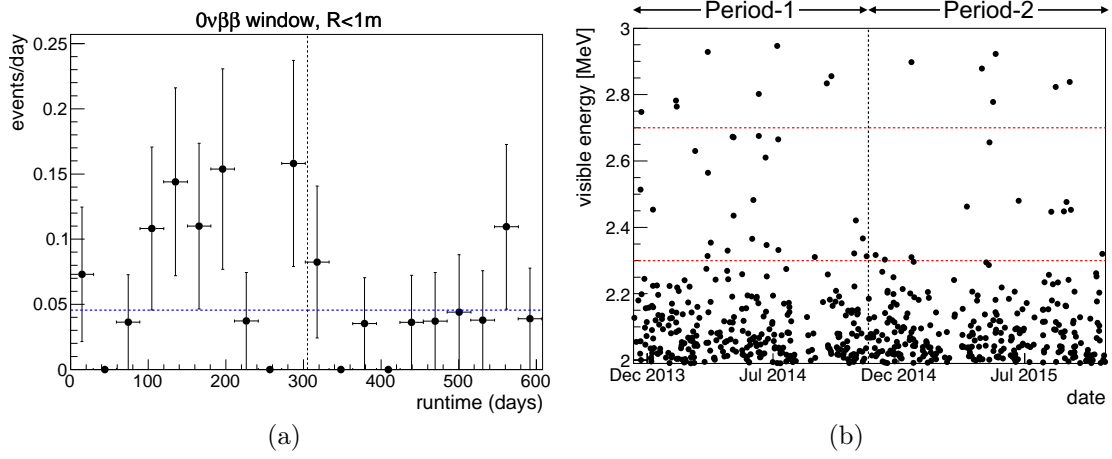 0νββ window, R<1m
events/day
0.25
0.2
0.15
0.1
0.05
0
0 100 200 300 400 500 600
runtime (days)
(a)
Period-1 Period-2
visible energy [MeV]
3
2.8
2.6
2.4
2.2
2
Dec 2013 Jul 2014 Dec 2014 Jul 2015
date
(b)